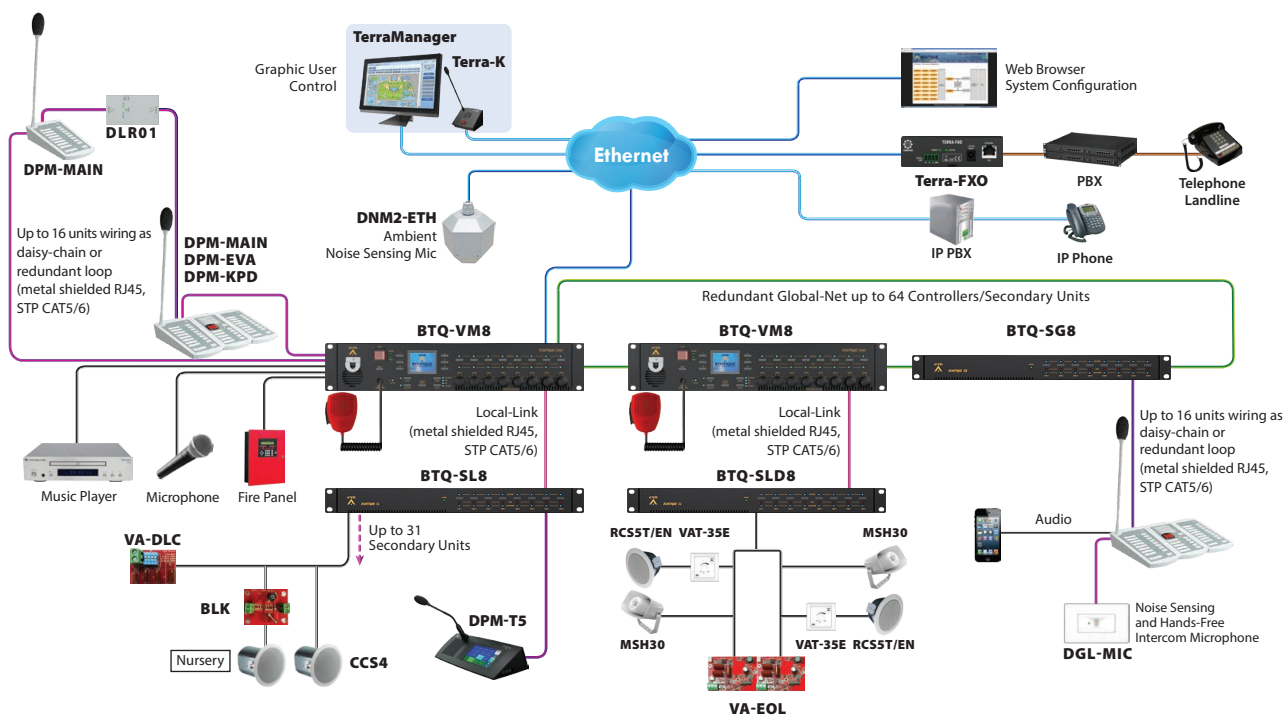 TerraManager
Terra-K
Graphic User
Control
Web Browser
System Configuration
DLR01
DPM-MAIN
Ethernet
TERRA-FXO
Terra-FXO
PBX
Telephone
Landline
DNM2-ETH
Ambient
Noise Sensing Mic
IP PBX
IP Phone
Up to 16 units wiring as
daisy-chain or
redundant loop
(metal shielded RJ45,
STP CAT5/6)
DPM-MAIN
DPM-EVA
DPM-KPD
Redundant Global-Net up to 64 Controllers/Secondary Units
BTQ-VM8
BTQ-VM8
BTQ-SG8
Local-Link
(metal shielded RJ45,
STP CAT5/6)
Local-Link
(metal shielded RJ45,
STP CAT5/6)
Up to 16 units wiring as
daisy-chain or
redundant loop
(metal shielded RJ45,
STP CAT5/6)
Music Player
Microphone
Fire Panel
BTQ-SL8
BTQ-SLD8
Up to 31
Secondary Units
VA-DLC
BLK
Nursery
CCS4
DPM-T5
RCS5T/EN
VAT-35E
MSH30
MSH30
VAT-35E
RCS5T/EN
VA-EOL
Audio
Noise Sensing
and Hands-Free
Intercom Microphone
DGL-MIC